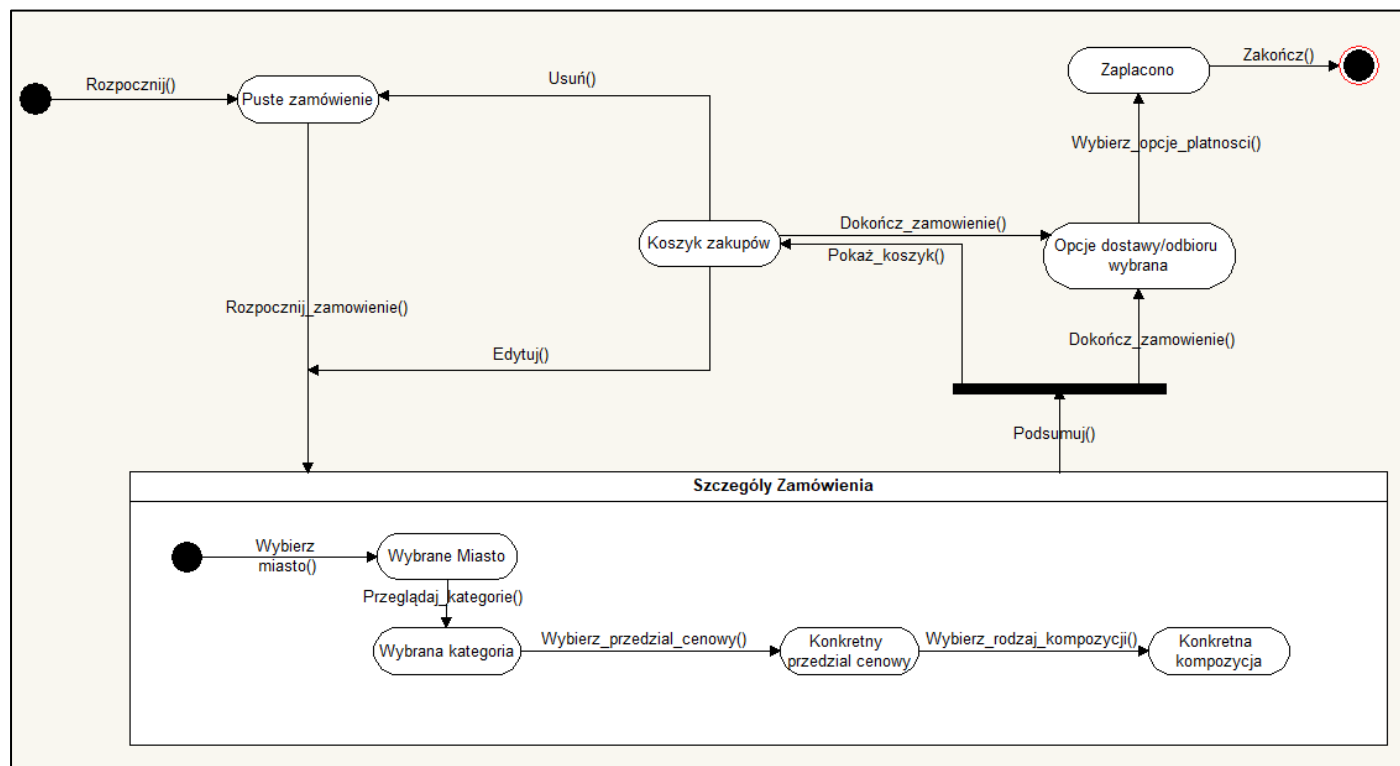 Rozpocznij()
Puste zamówienie
Usuń()
Zaplacono
Zakończ()
Wybierz_opcje_platnosci()
Koszyk zakupów
Dokończ_zamowienie()
Pokaż_koszyk()
Opcje dostawy/odbioru
wybrana
Rozpocznij_zamowienie()
Edytuj()
Dokończ_zamowienie()
Podsumuj()
Szczególy Zamówienia
Wybierz
miasto()
Wybrane Miasto
Przeglądaj_kategorie()
Wybrana kategoria
Wybierz_przedzial_cenowy()
Konkretny
przedzial cenowy
Wybierz_rodzaj_kompozycji()
Konkretna
kompozycja